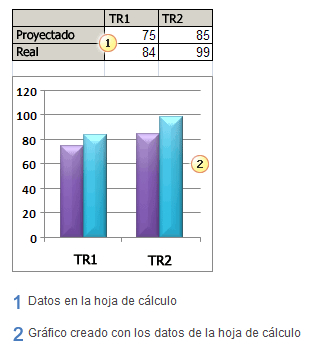 TR1 TR2
Proyectado 75 85
1
Real 84 99
120
100
80
2
60
40
20
0
TR1 TR2
1 Datos en la hoja de cálculo
2 Gráfico creado con los datos de la hoja de cálculo